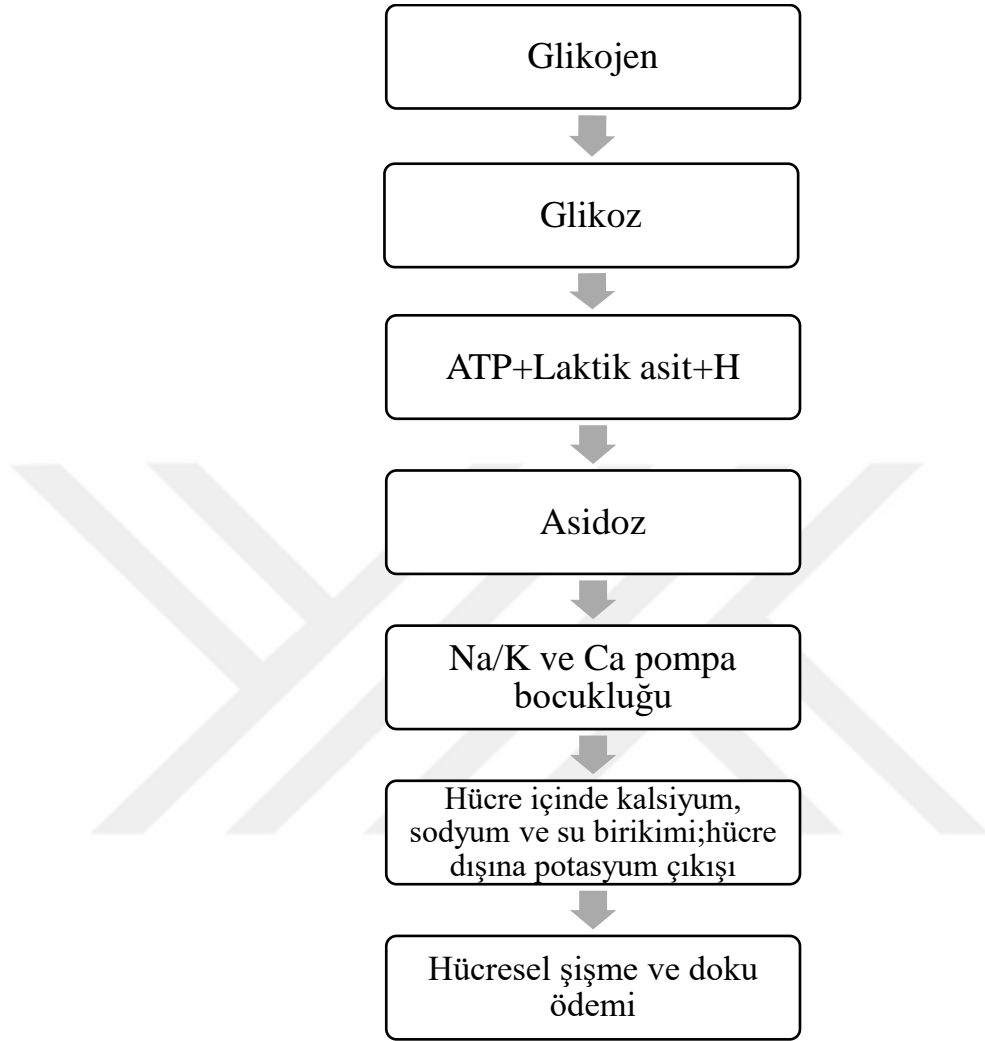 Glikojen
Glikoz
ATP+Laktik asit+H
Asidoz
Na/K ve Ca pompa
bocukluğu
Hücre içinde kalsiyum,
sodyum ve su birikimi;hücre
dışına potasyum çıkışı
Hücresel şişme ve doku
ödemi